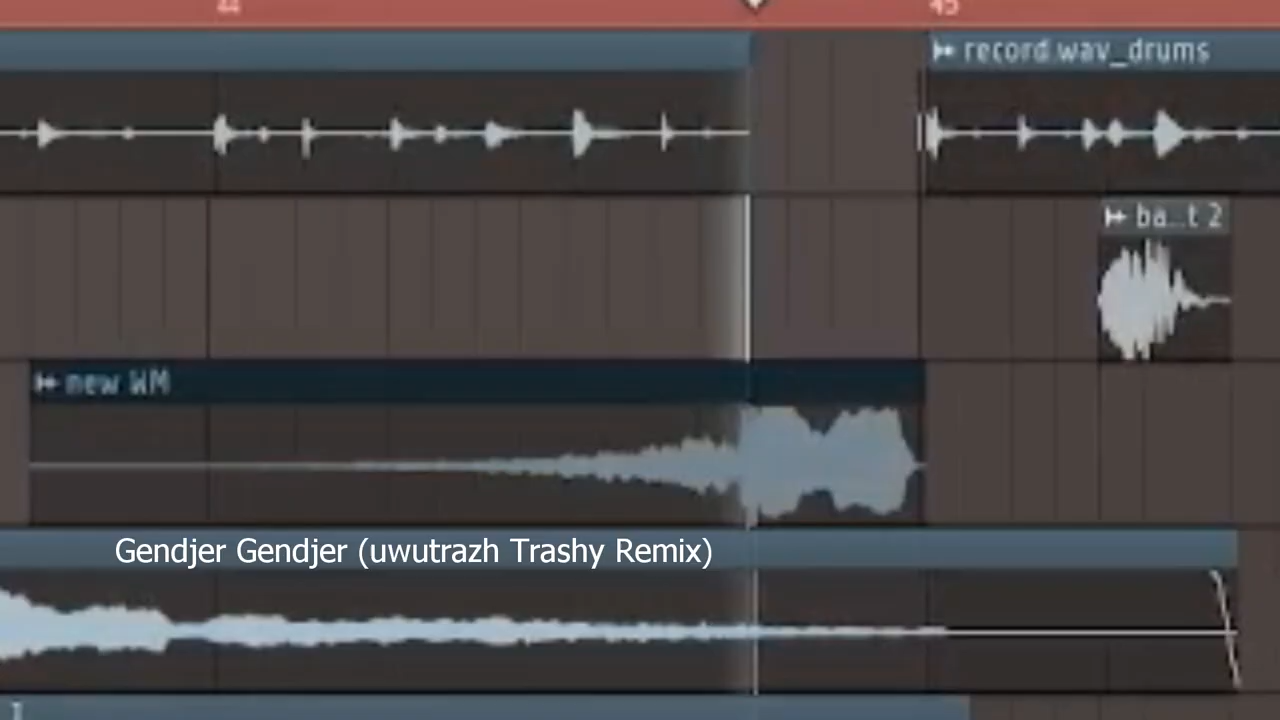 44
45
record.wav_drums
ba...t 2
new WM
Gendjer Gendjer (uwutrazh Trashy Remix)